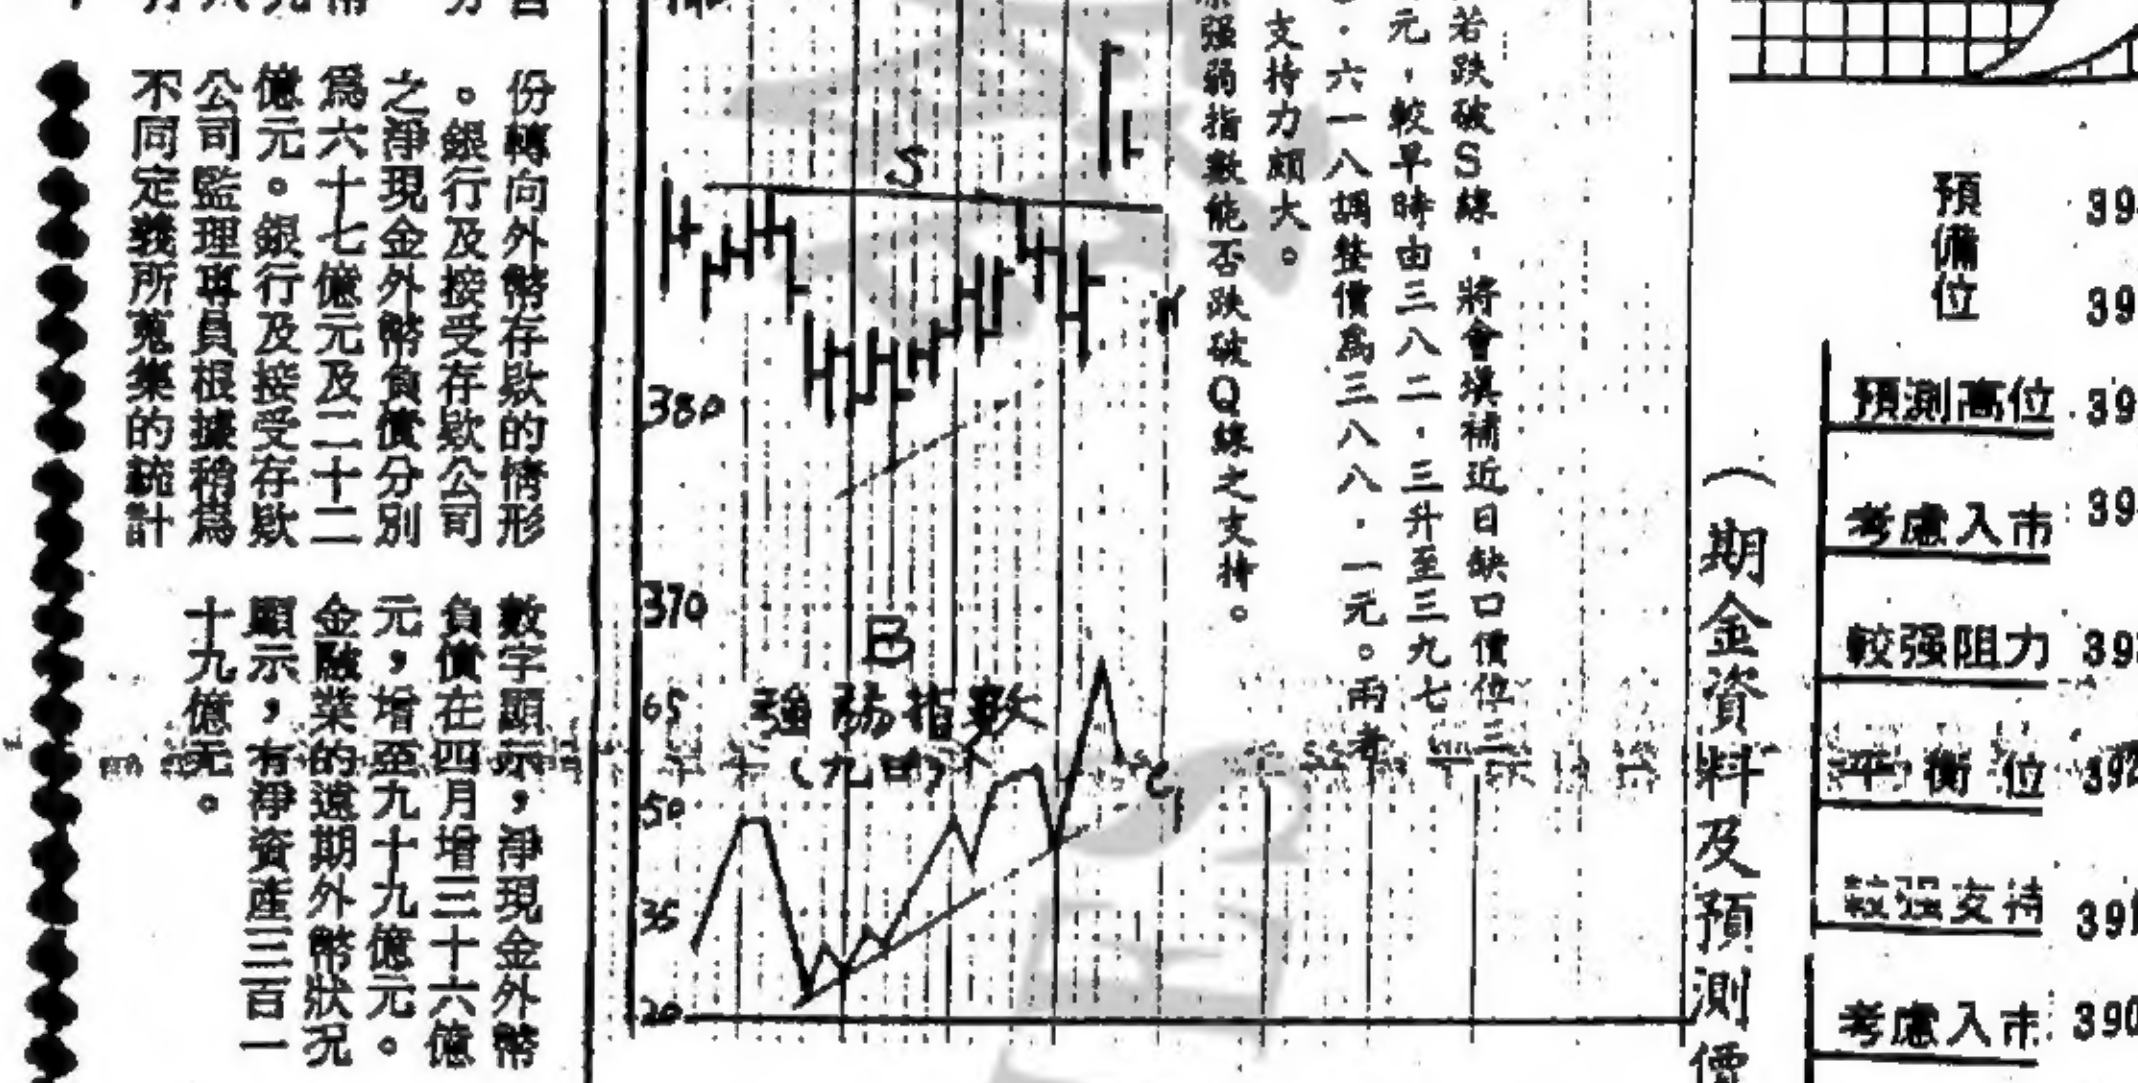 份轉向外幣存欵的情形
。銀行及接受存欵公司
之淨現金外幣負債分別
爲六十七億元及二十二
億元。銀行及接受存欵
公司監理專員根據稍爲
不同定義所蒐集的統計
數字顯示，淨現金外幣
負債在四月增三十六億
元，增至九十九億元。
金融業的遠期外幣狀況
顯示，有淨資產三百一
十九億元。
若跌破S線，將會塡補近日缺口價位三
元，較早時由三八二．三升至三九七
．六一八調整價爲三八八．一元。兩者
支持力頗大。
强弱指數能否跌破Q線之支持。
S
380
370
B
強弱指數
(九時)
65
50
35
20
(期金資料及預測價
預備位
預測高位
考慮入市
較强阻力
平衡位
較强支持
考慮入市